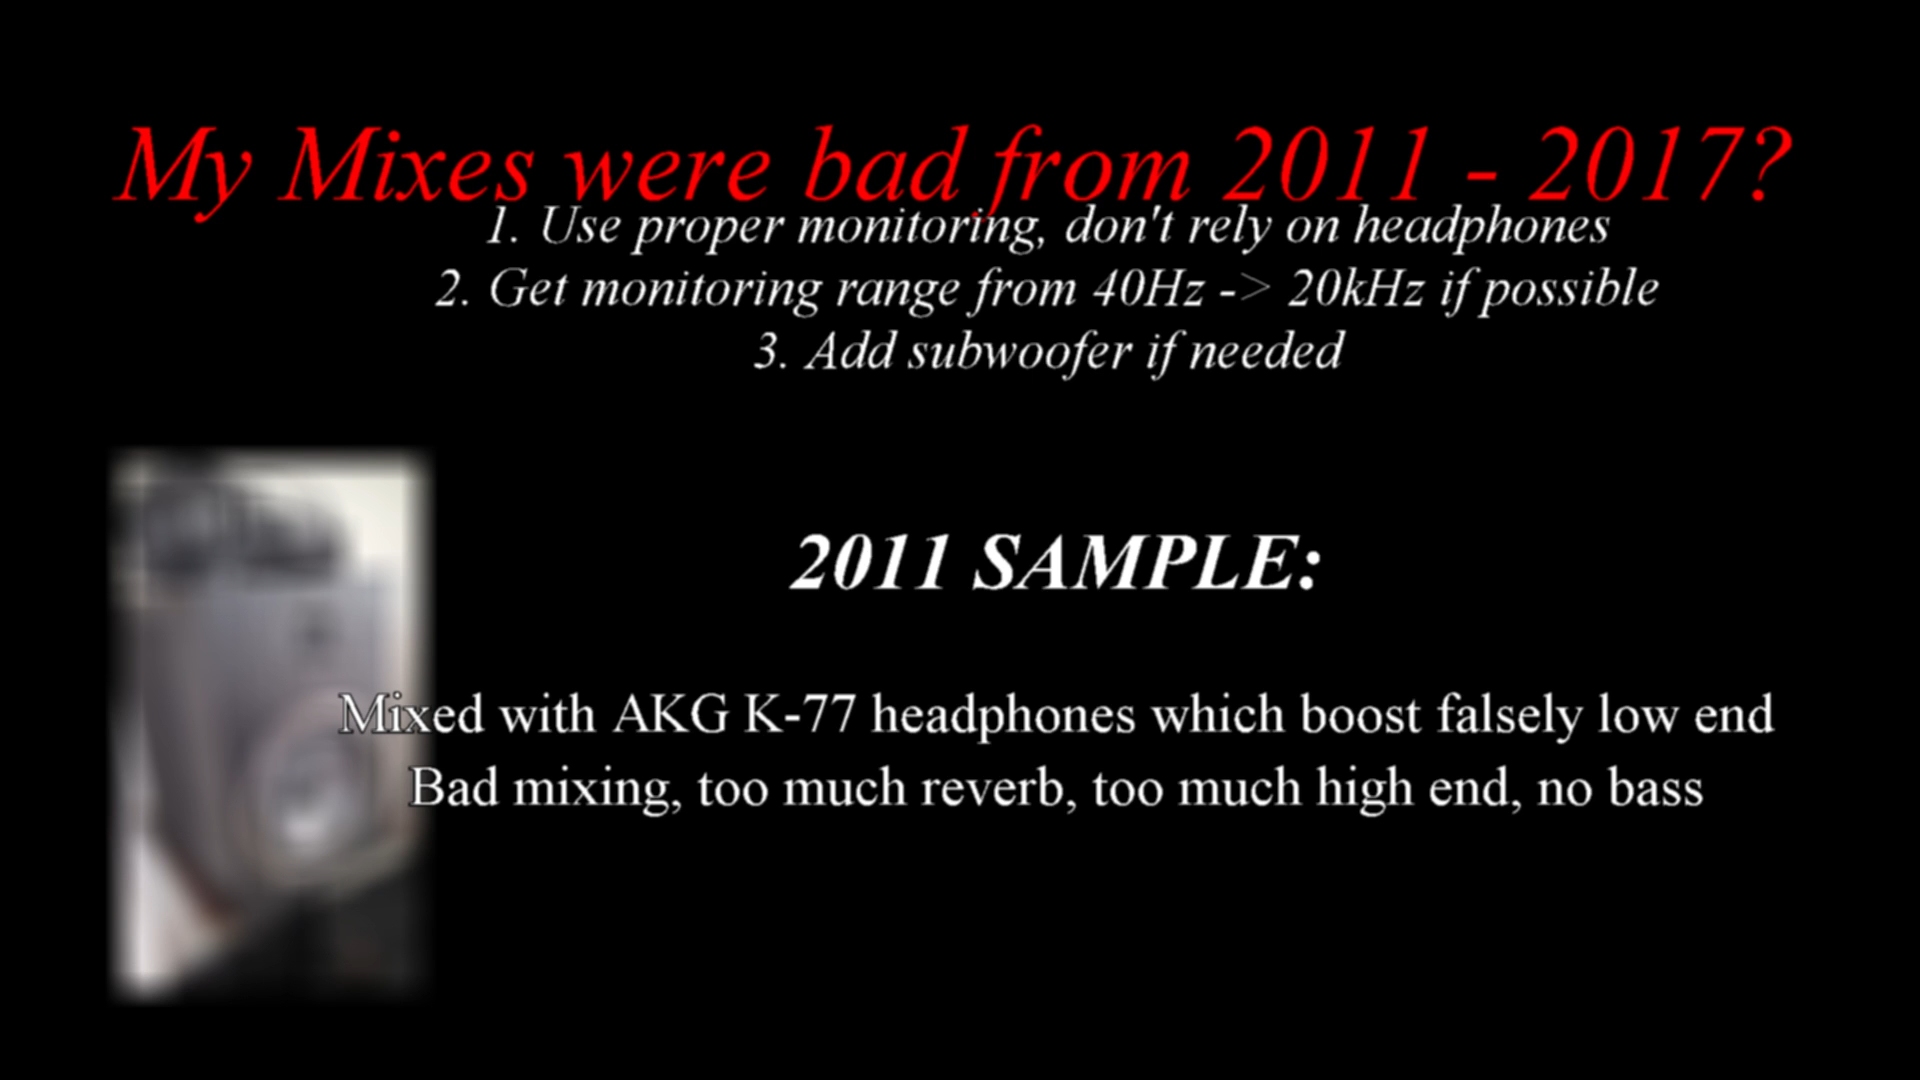 My Mixes were bad from 2011 - 2017?
1. Use proper monitoring, don't rely on headphones
2. Get monitoring range from 40Hz -> 20kHz if possible
3. Add subwoofer if needed
2011 SAMPLE:
Mixed with AKG K-77 headphones which boost falsely low end
Bad mixing, too much reverb, too much high end, no bass